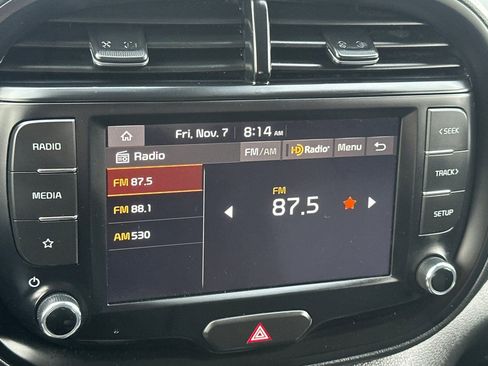 Fri, Nov. 7 8:14 AM
RADIO
MEDIA
Radio
FM/AM HD Radio Menu
FM 87.5
FM 88.1
AM 530
FM
87.5
< SEEK
TRACK >
SETUP